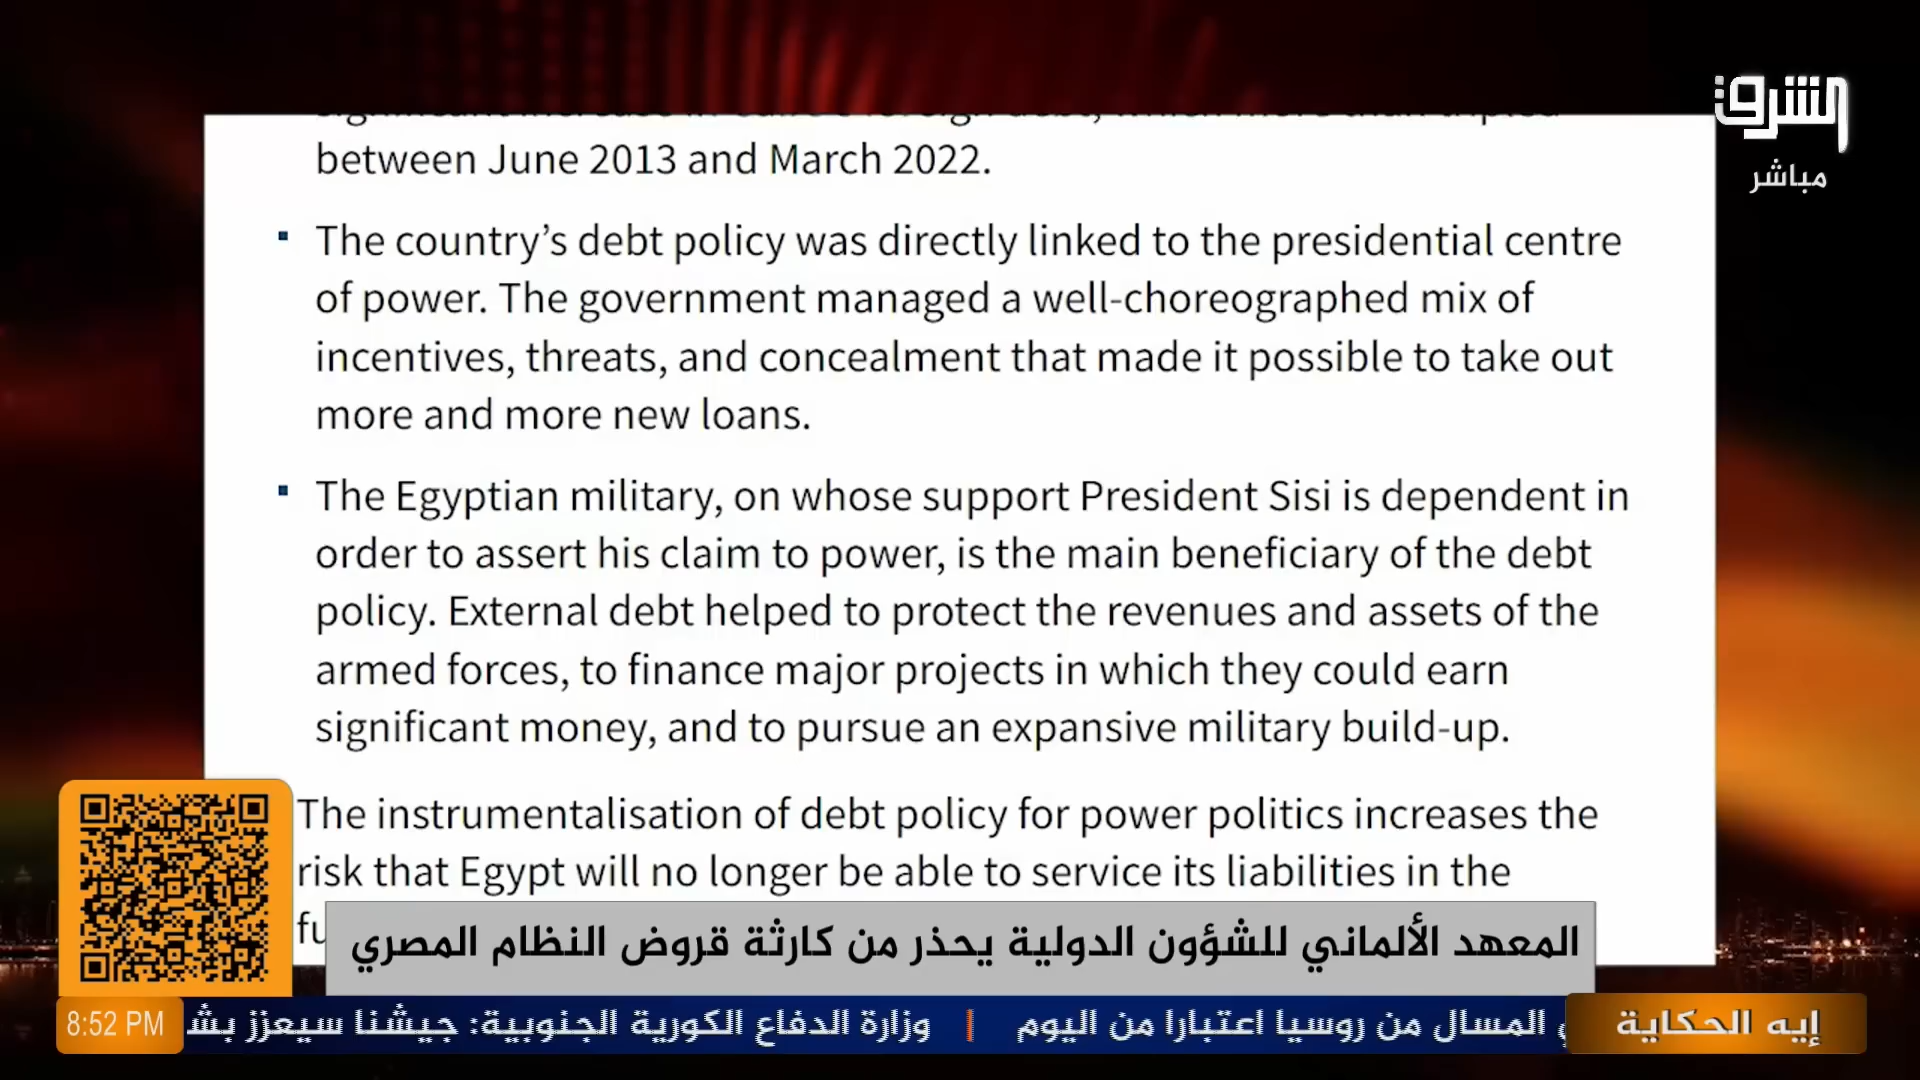 الشرق
مباشر
between June 2013 and March 2022.
▪ The country’s debt policy was directly linked to the presidential centre
of power. The government managed a well-choreographed mix of
incentives, threats, and concealment that made it possible to take out
more and more new loans.
▪ The Egyptian military, on whose support President Sisi is dependent in
order to assert his claim to power, is the main beneficiary of the debt
policy. External debt helped to protect the revenues and assets of the
armed forces, to finance major projects in which they could earn
significant money, and to pursue an expansive military build-up.
The instrumentalisation of debt policy for power politics increases the
risk that Egypt will no longer be able to service its liabilities in the
المعهد الألماني للشؤون الدولية يحذر من كارثة قروض النظام المصري
إيه الحكاية
المسال من روسيا اعتبارا من اليوم | وزارة الدفاع الكورية الجنوبية: جيشنا سيعزز
8:52 PM